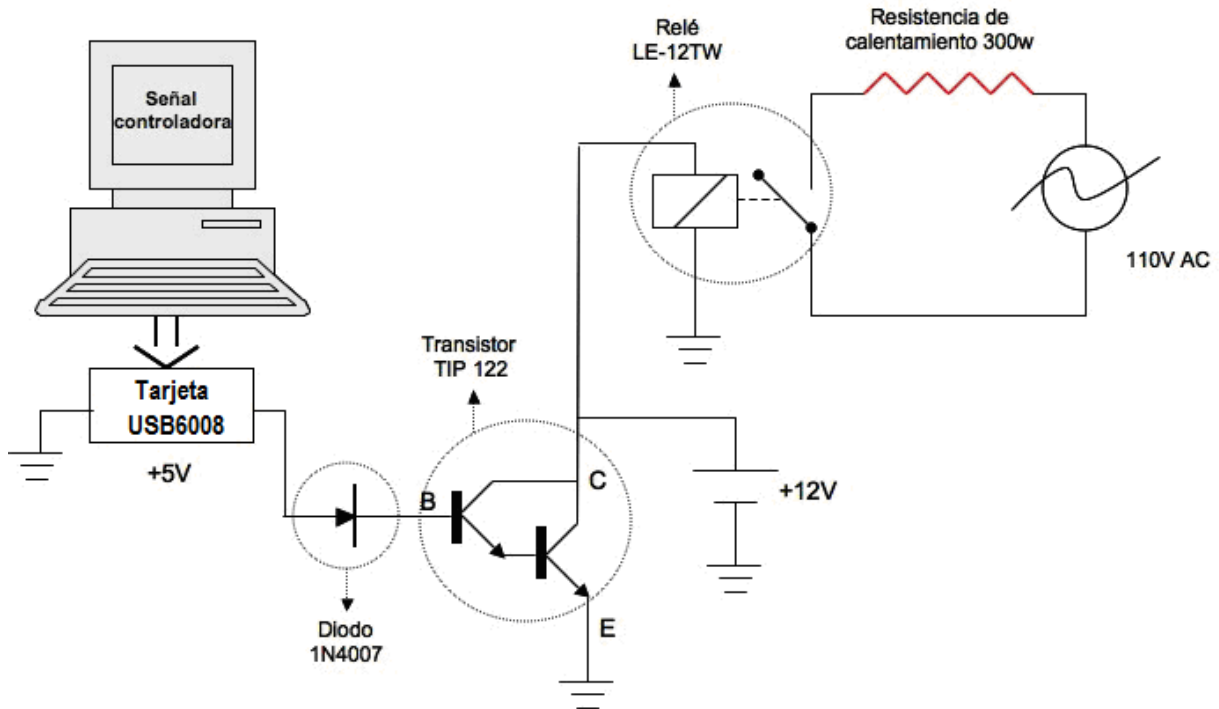 Señal
controladora
Tarjeta
USB6008
+5V
Diodo
1N4007
Transistor
TIP 122
B
C
E
+12V
Relé
LE-12TW
Resistencia de
calentamiento 300w
110V AC